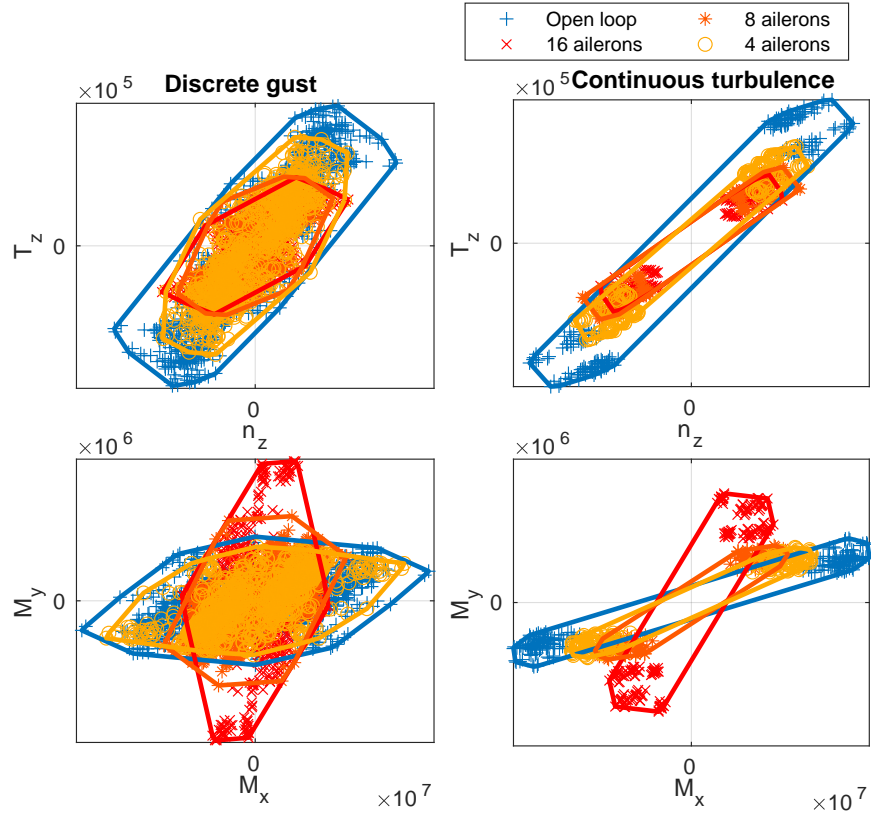 Open loop
8 ailerons
16 ailerons
4 ailerons
×10^5
Discrete gust
T_z
0
0
n_z
×10^5
Continuous turbulence
T_z
0
0
n_z
×10^6
M_y
0
0
M_x
×10^7
×10^6
M_y
0
0
M_x
×10^7